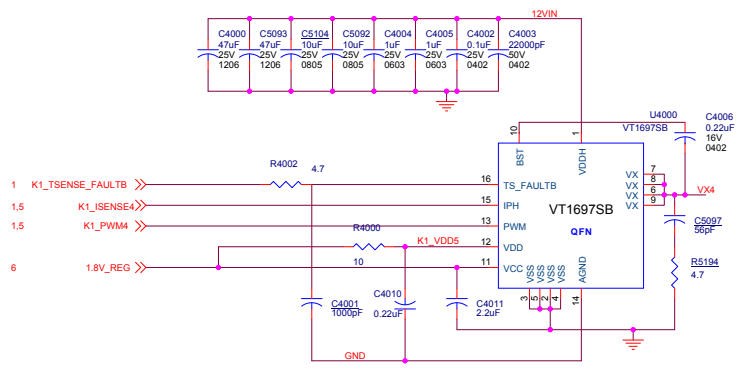 12VIN
C4000 C5093 C5104 C5092 C4004 C4005 C4002 C4003
47uF 47uF 10uF 10uF 1uF 1uF 0.1uF 22000pF
25V 25V 25V 25V 25V 25V 25V 50V
1206 1206 0805 0805 0603 0603 0402 0402
U4000
VT1697SB
C4006
0.22uF
16V
0402
10 1
BST VDDH
R4002
4.7
1 K1_TSENSE_FAULTB 16 TS_FAULTB
1,5 K1_ISENSE4 15 IPH
1,5 K1_PWM4 13 PWM
R4000
10
K1_VDD5 12 VDD
6 1.8V_REG 11 VCC
VT1697SB
QFN
VX 7
VX 8
VX 6
VX 9
VX4
C5097
56pF
R5194
4.7
VSS VSS VSS VSS AGND
3 5 2 4 14
C4001
1000pF
C4010
0.22uF
C4011
2.2uF
GND